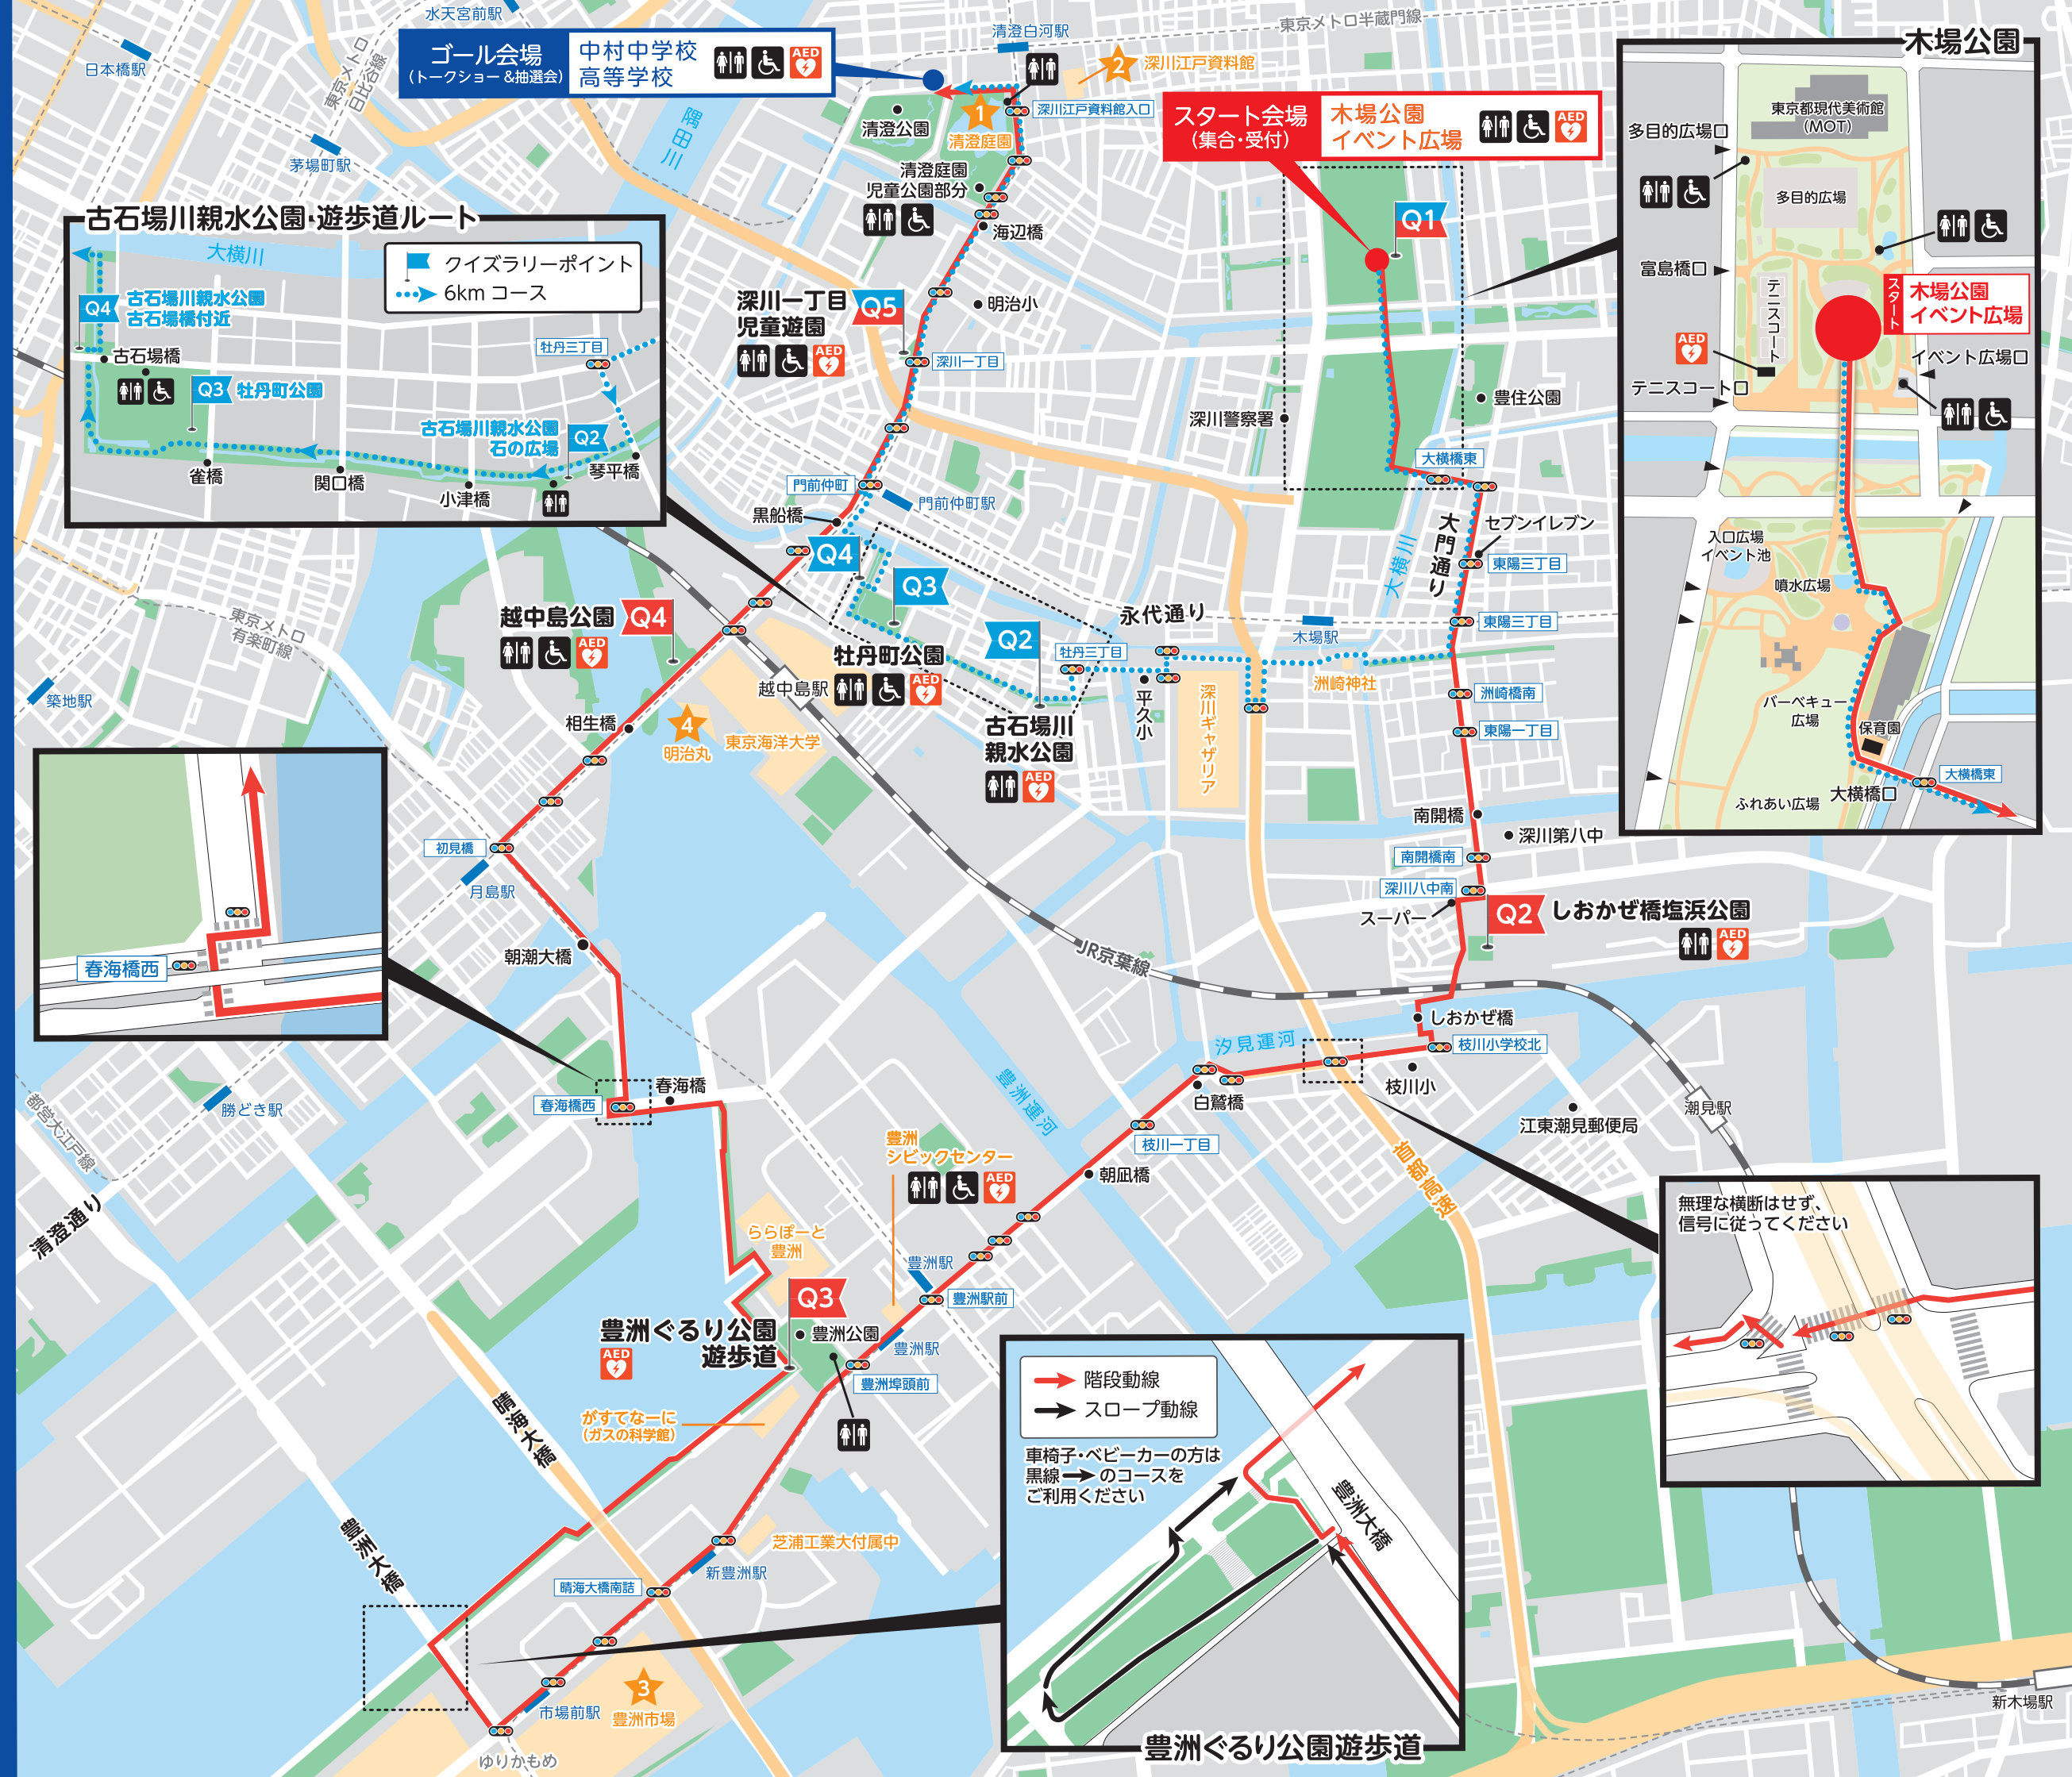 水天宮前駅
日本橋駅
東京メトロ
日比谷線
茅場町駅
ゴール会場
(トークショー&抽選会)
中村中学校
高等学校
AED
隅田川
清澄白河駅
東京メトロ半蔵門線
2
深川江戸資料館
深川江戸資料館入口
清澄公園
1
清澄庭園
清澄庭園
児童公園部分
海辺橋
スタート会場
(集合・受付)
木場公園
イベント広場
AED
Q1
木場公園
東京都現代美術館
(MOT)
多目的広場口
多目的広場
富島橋口
テニスコート
スタート
木場公園
イベント広場
AED
イベント広場口
テニスコート口
入口広場
イベント池
噴水広場
バーベキュー
広場
保育園
大横橋東
大横橋口
ふれあい広場
古石場川親水公園・遊歩道ルート
大横川
クイズラリーポイント
6km コース
Q4
古石場川親水公園
古石場橋付近
古石場橋
牡丹三丁目
Q3
牡丹町公園
古石場川親水公園
石の広場
Q2
雀橋
関口橋
小津橋
琴平橋
明治小
深川一丁目
児童遊園
Q5
AED
深川一丁目
深川警察署
豊住公園
大横橋東
門前仲町
門前仲町駅
黒船橋
セブンイレブン
大門通り
大横川
東陽三丁目
東陽三丁目
Q4
Q3
永代通り
木場駅
越中島公園
Q4
AED
牡丹町公園
AED
Q2
牡丹三丁目
平久小
深川ギャザリア
洲崎神社
洲崎橋南
東陽一丁目
東京メトロ
有楽町線
築地駅
越中島駅
相生橋
4
明治丸
東京海洋大学
古石場川
親水公園
AED
南開橋
深川第八中
南開橋南
深川八中南
スーパー
Q2
しおかぜ橋塩浜公園
AED
初見橋
月島駅
朝潮大橋
JR京葉線
春海橋西
しおかぜ橋
枝川小学校北
汐見運河
枝川小
白鷺橋
豊洲運河
江東潮見郵便局
潮見駅
勝どき駅
都営大江戸線
清澄通り
春海橋
春海橋西
枝川一丁目
朝凪橋
首都高速
豊洲
シビックセンター
AED
ららぽーと
豊洲
豊洲駅
豊洲駅前
Q3
豊洲公園
豊洲ぐるり公園
遊歩道
AED
豊洲駅
豊洲埠頭前
無理な横断はせず、
信号に従ってください
がすてなーに
(ガスの科学館)
晴海大橋
豊洲大橋
芝浦工業大付属中
新豊洲駅
晴海大橋南詰
3
豊洲市場
市場前駅
ゆりかもめ
階段動線
スロープ動線
車椅子・ベビーカーの方は
黒線 のコースを
ご利用ください
豊洲大橋
豊洲ぐるり公園遊歩道
新木場駅